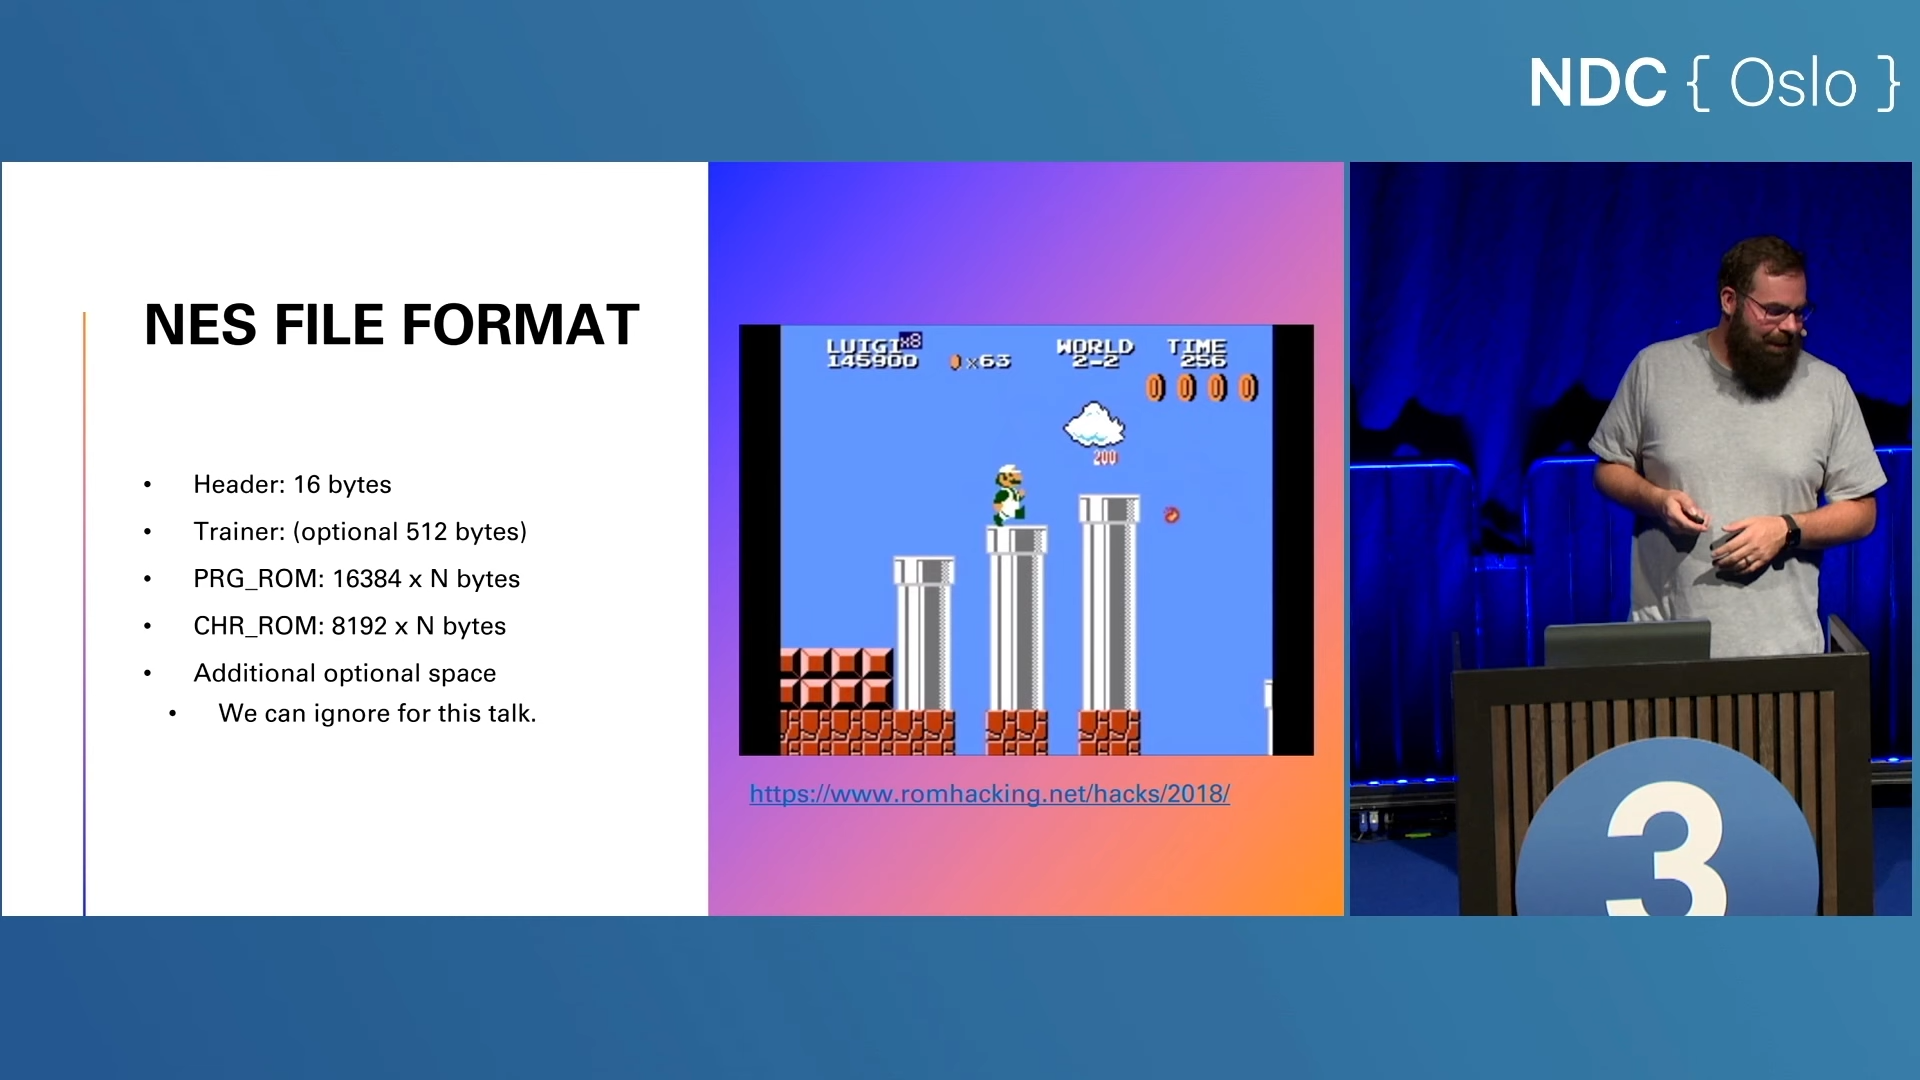 NDC { Oslo }
NES FILE FORMAT
• Header: 16 bytes
• Trainer: (optional 512 bytes)
• PRG_ROM: 16384 x N bytes
• CHR_ROM: 8192 x N bytes
• Additional optional space
• We can ignore for this talk.
LUIGI x8 WORLD TIME
145900 x63 2-2 256
200
https://www.romhacking.net/hacks/2018/
3